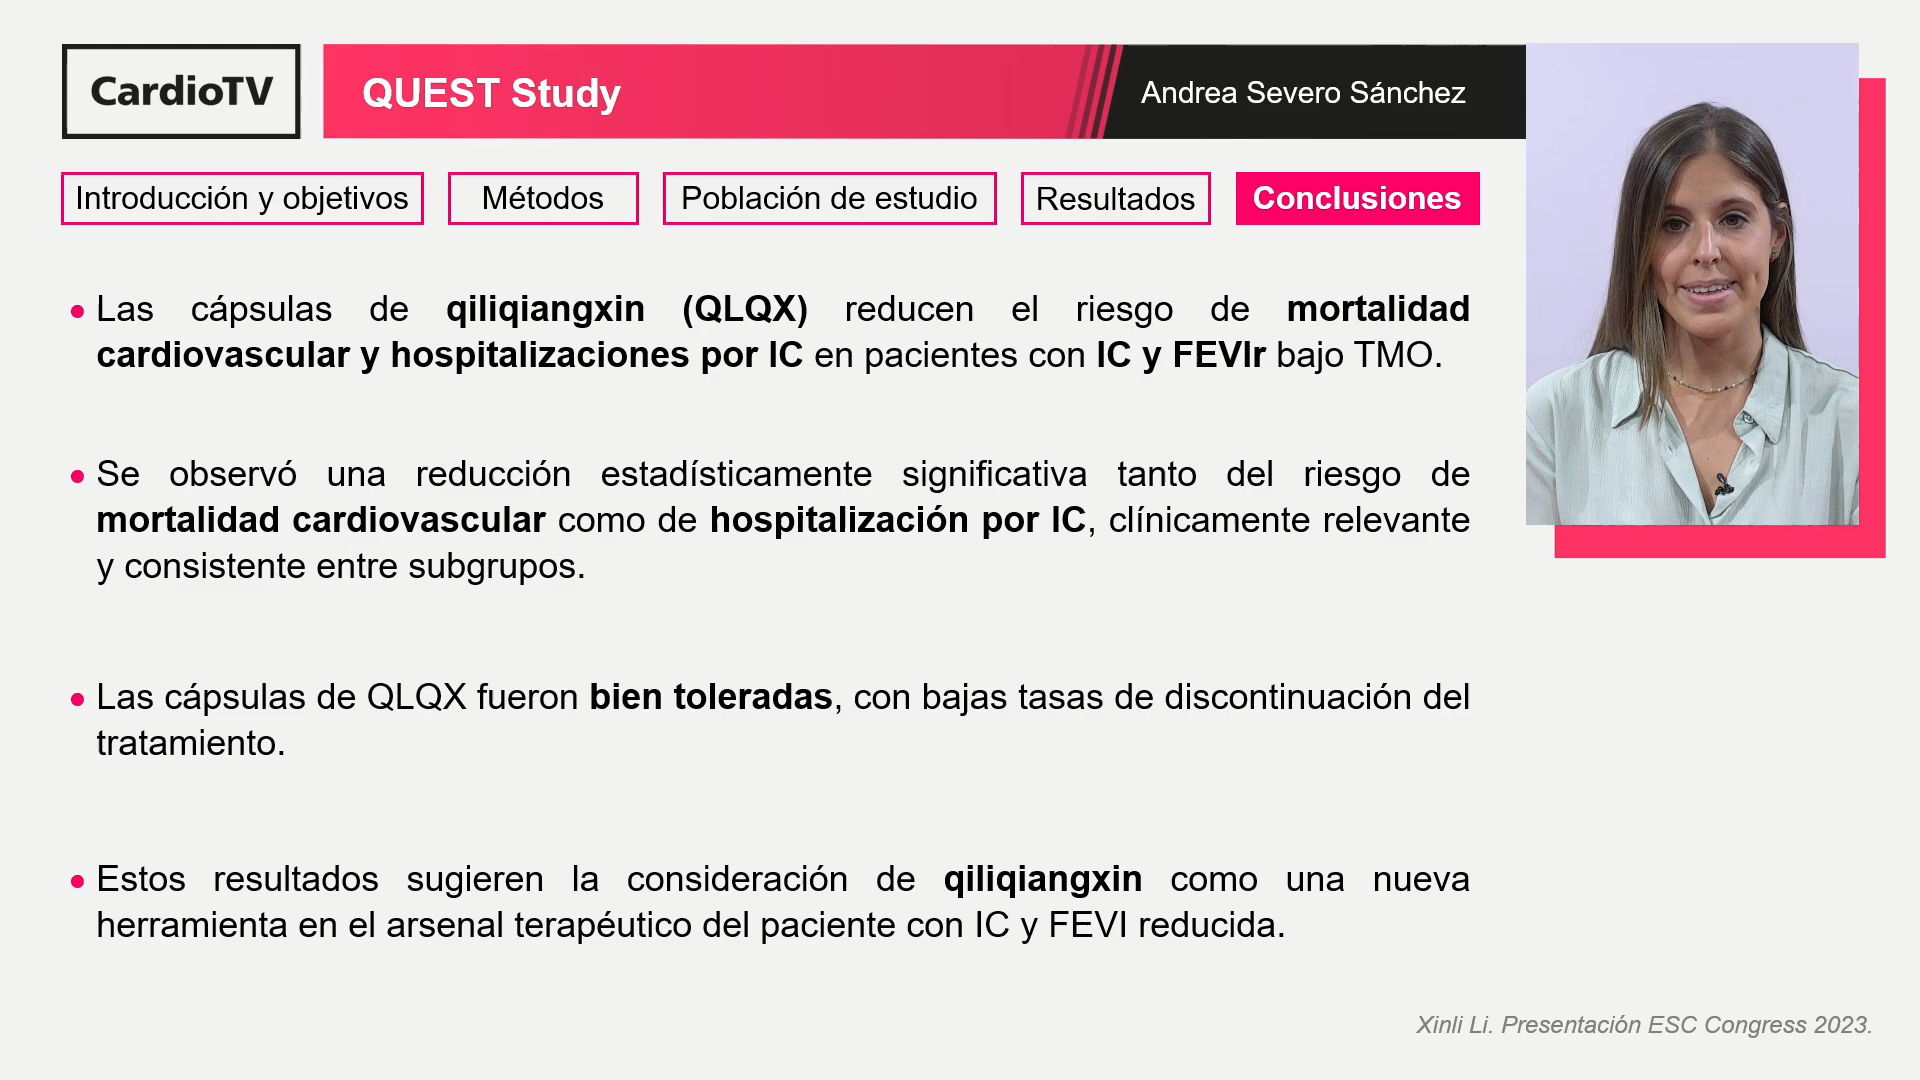 CardioTV
QUEST Study
Andrea Severo Sánchez
Introducción y objetivos
Métodos
Población de estudio
Resultados
Conclusiones
• Las cápsulas de qiliqiangxin (QLQX) reducen el riesgo de mortalidad
cardiovascular y hospitalizaciones por IC en pacientes con IC y FEVIr bajo TMO.
• Se observó una reducción estadísticamente significativa tanto del riesgo de
mortalidad cardiovascular como de hospitalización por IC, clínicamente relevante
y consistente entre subgrupos.
• Las cápsulas de QLQX fueron bien toleradas, con bajas tasas de discontinuación del
tratamiento.
• Estos resultados sugieren la consideración de qiliqiangxin como una nueva
herramienta en el arsenal terapéutico del paciente con IC y FEVI reducida.
Xinli Li. Presentación ESC Congress 2023.